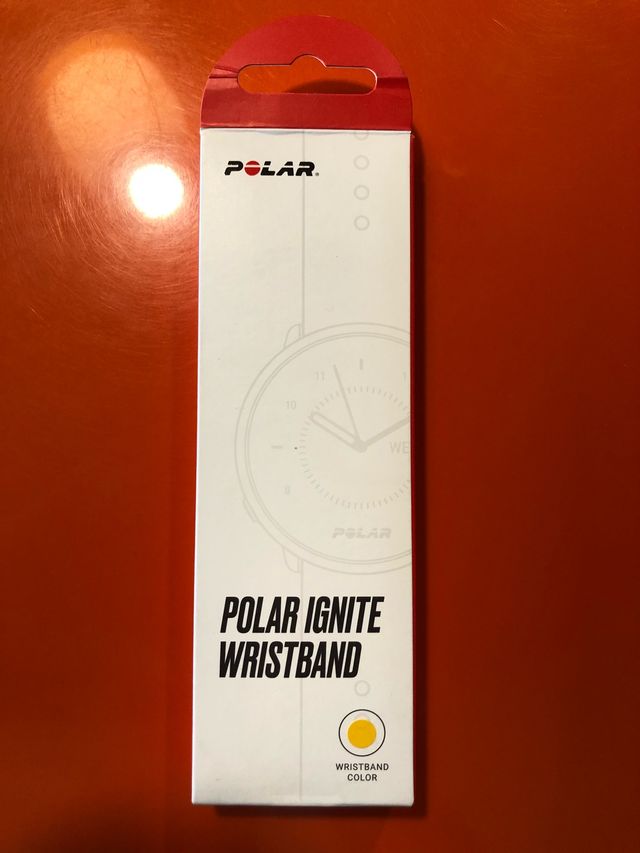 POLAR®
11
10
WE
8
POLAR
POLAR IGNITE
WRISTBAND
WRISTBAND
COLOR